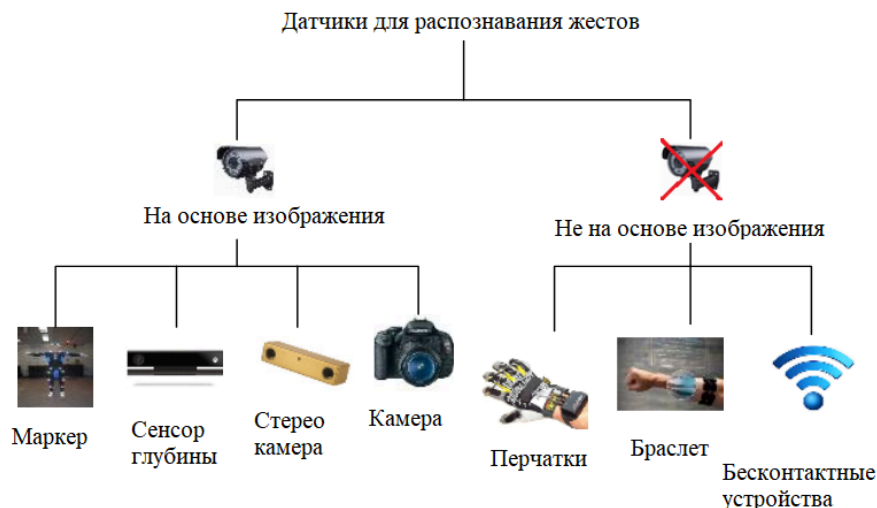 Датчики для распознавания жестов
На основе изображения
Не на основе изображения
Маркер
Сенсор
глубины
Стерео
камера
Камера
Перчатки
Браслет
Бесконтактные
устройства